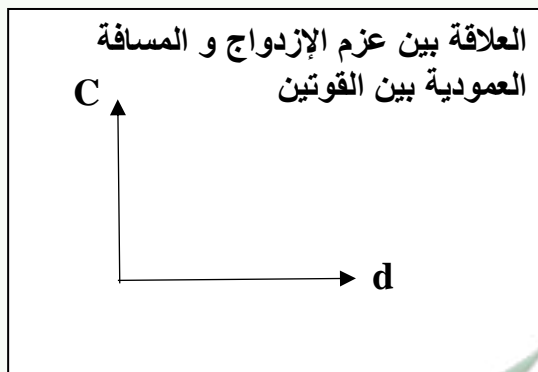 العلاقة بين عزم الإزدواج و المسافة
العمودية بين القوتين
C
d